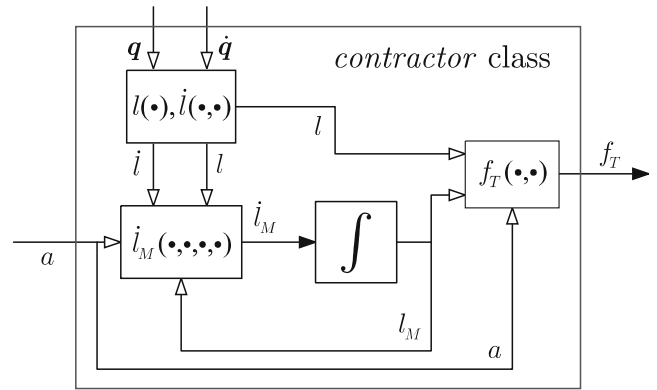 q q̇
contractor class
l(•), l̇(•,•)
l
f_T
l̇ l
f_T(•,•)
l̇_M
l̇_M(•,•,•,•) ∫
a
l_M
a